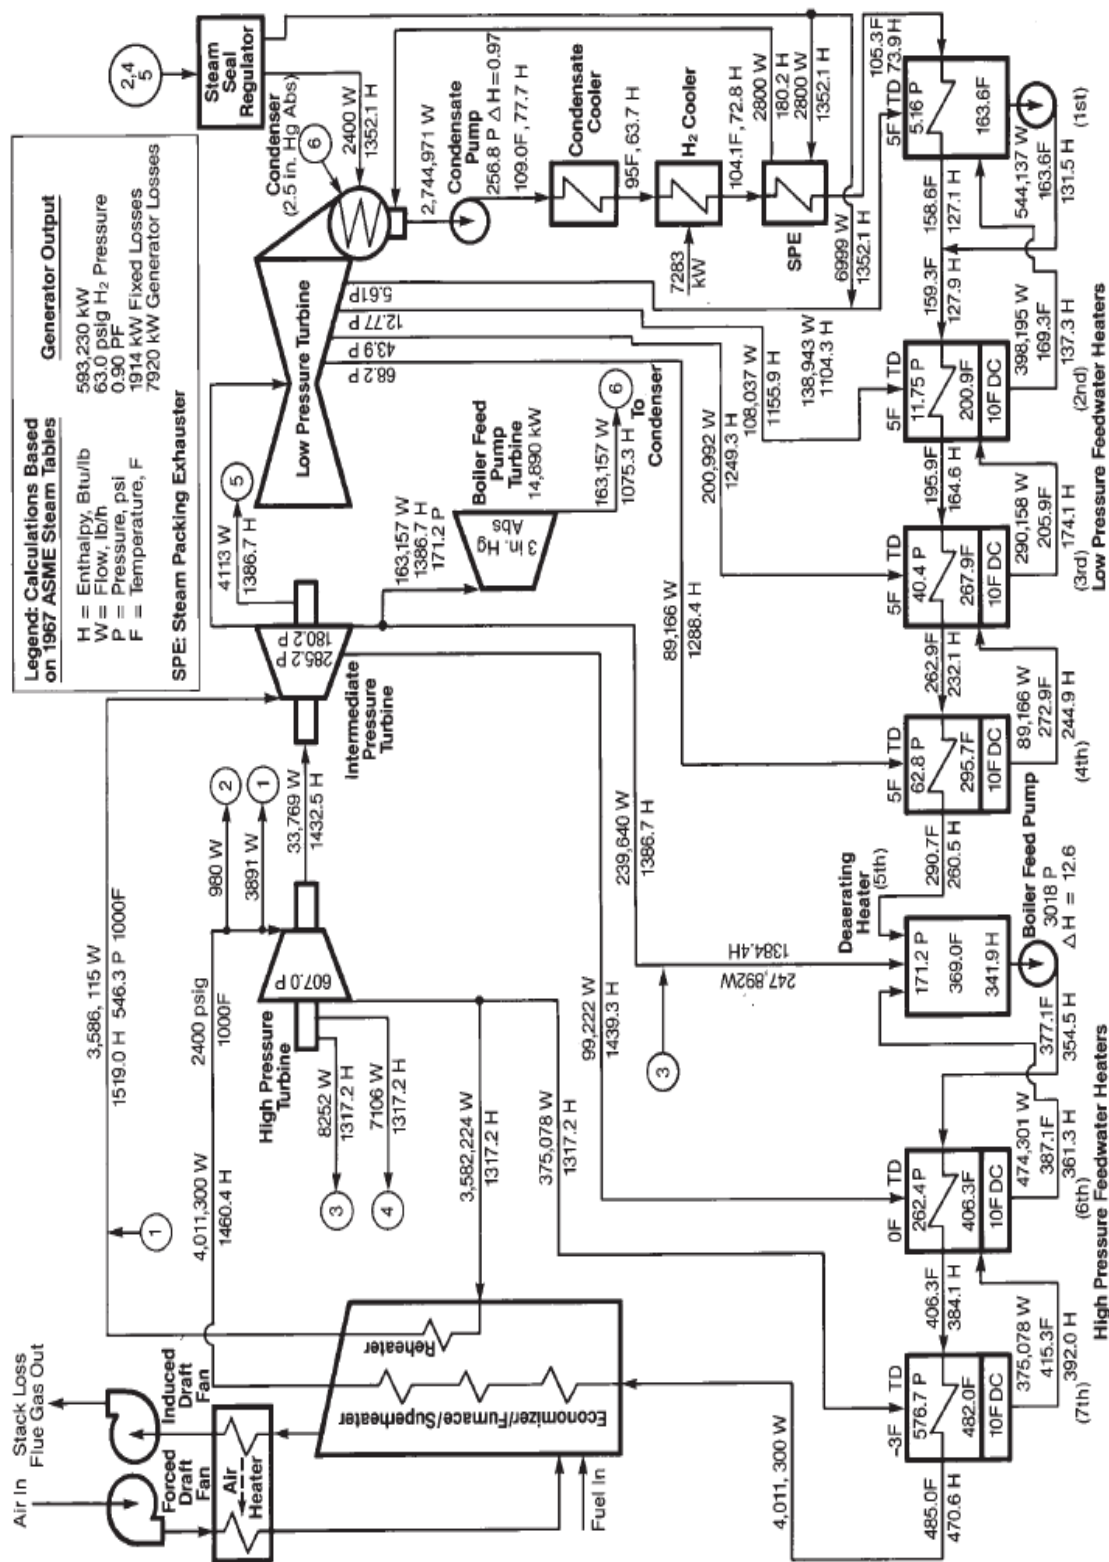 Legend: Calculations Based
on 1967 ASME Steam Tables
H = Enthalpy, Btu/lb
W = Flow, lb/h
P = Pressure, psi
F = Temperature, F
SPE: Steam Packing Exhauster
Generator Output
593,230 kW
63.0 psig H2 Pressure
0.90 PF
1914 kW Fixed Losses
7920 kW Generator Losses
Air In
Stack Loss
Flue Gas Out
Forced
Draft
Fan
Induced
Draft
Fan
Air
Heater
Fuel In
Economizer/Furnace/Superheater
Reheater
1
3,586, 115 W
1519.0 H 546.3 P 1000F
4,011,300 W
1460.4 H
2400 psig
1000F
980 W
2
3891 W
1
High Pressure
Turbine
607.0 P
8252 W
1317.2 H
3
7106 W
1317.2 H
4
33,769 W
1432.5 H
3,582,224 W
1317.2 H
375,078 W
1317.2 H
Intermediate
Pressure
Turbine
285.2 P
180.2 P
4113 W
1386.7 H
5
163,157 W
1386.7 H
171.2 P
239,640 W
1386.7 H
99,222 W
1439.3 H
3
247,892W
1384.4H
Low Pressure Turbine
68.2 P
43.9 P
12.77 P
5.61P
Boiler Feed
Pump
Turbine
14,890 kW
3 in. Hg
Abs
163,157 W
1075.3 H
6
To
Condenser
89,166 W
1288.4 H
200,992 W
1249.3 H
108,037 W
1155.9 H
138,943 W
1104.3 H
2,4
5
Steam
Seal
Regulator
Condenser
(2.5 in. Hg Abs)
6
2400 W
1352.1 H
2,744,971 W
Condensate
Pump
256.8 P ΔH=0.97
109.0F, 77.7 H
Condensate
Cooler
95F, 63.7 H
H2 Cooler
7283
kW
104.1F, 72.8 H
SPE
2800 W
180.2 H
2800 W
1352.1 H
6999 W
1352.1 H
105.3F
73.9 H
4,011, 300 W
485.0F
470.6 H
-3F TD
576.7 P
482.0F
10F DC
375,078 W
415.3F
392.0 H
(7th)
406.3F
384.1 H
0F TD
262.4 P
406.3F
10F DC
474,301 W
387.1F
361.3 H
(6th)
High Pressure Feedwater Heaters
377.1F
354.5 H
Deaerating
Heater
(5th)
171.2 P
369.0F
341.9 H
Boiler Feed Pump
3018 P
ΔH = 12.6
290.7F
260.5 H
5F TD
62.8 P
295.7F
10F DC
89,166 W
272.9F
244.9 H
(4th)
262.9F
232.1 H
5F TD
40.4 P
267.9F
10F DC
290,158 W
205.9F
174.1 H
(3rd)
Low Pressure Feedwater Heaters
195.9F
164.6 H
5F TD
11.75 P
200.9F
10F DC
398,195 W
169.3F
137.3 H
(2nd)
159.3F
127.9 H
158.6F
127.1 H
5F TD
5.16 P
163.6F
544,137 W
163.6F
131.5 H
(1st)